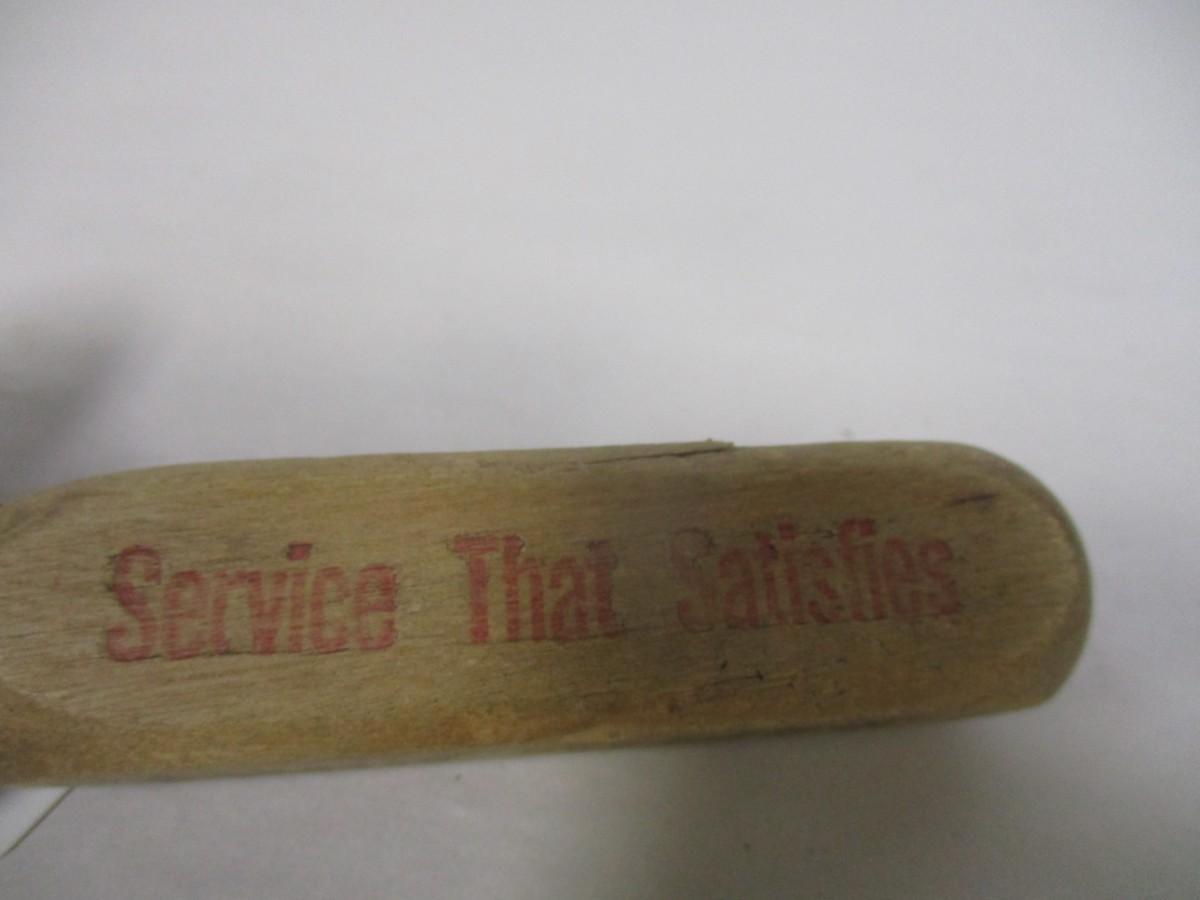 Service That Satisfies